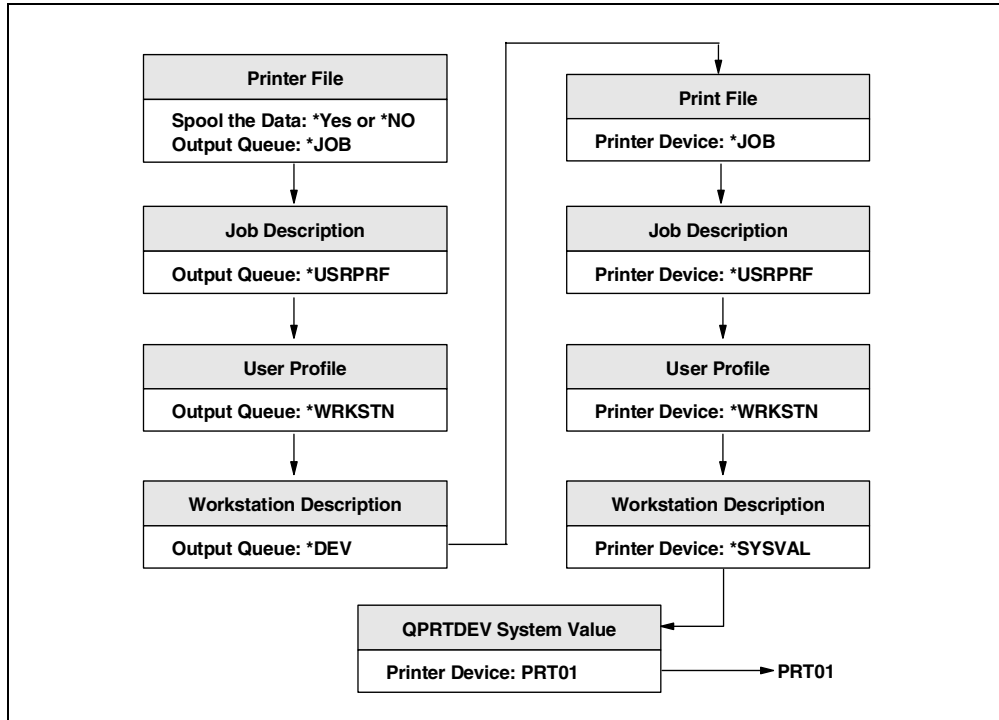 Printer File
Spool the Data: *Yes or *NO
Output Queue: *JOB
Job Description
Output Queue: *USRPRF
User Profile
Output Queue: *WRKSTN
Workstation Description
Output Queue: *DEV
Print File
Printer Device: *JOB
Job Description
Printer Device: *USRPRF
User Profile
Printer Device: *WRKSTN
Workstation Description
Printer Device: *SYSVAL
QPRTDEV System Value
Printer Device: PRT01
PRT01